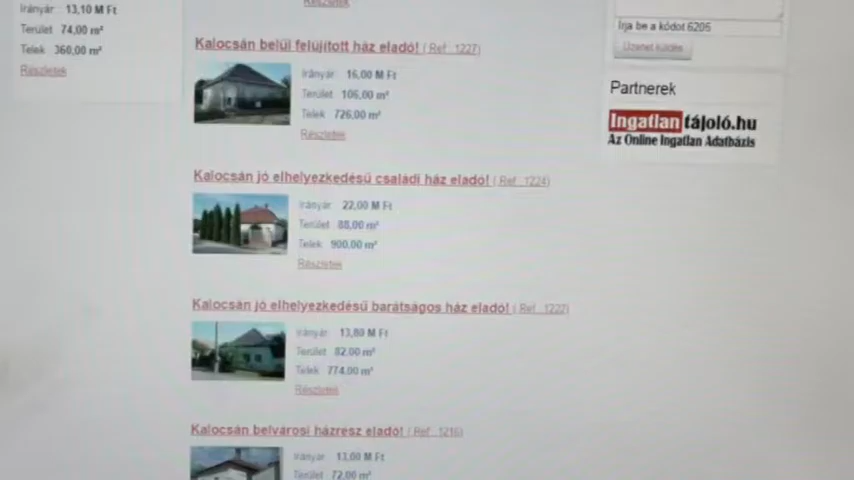 Irányár 13,10 M Ft
Terület 74,00 m²
Telek 360,00 m²
Részletek
Részletek
Kalocsán belül felújított ház eladó! ( Ref.: 1227)
Irányár 16,00 M Ft
Terület 106,00 m²
Telek 726,00 m²
Részletek
Kalocsán jó elhelyezkedésű családi ház eladó! ( Ref.: 1224)
Irányár 22,00 M Ft
Terület 88,00 m²
Telek 900,00 m²
Részletek
Kalocsán jó elhelyezkedésű barátságos ház eladó! ( Ref.: 1222)
Irányár 13,80 M Ft
Terület 82,00 m²
Telek 774,00 m²
Részletek
Kalocsán belvárosi házrész eladó! ( Ref.: 1216)
Irányár 13,00 M Ft
Terület 72,00 m²
Írja be a kódot 6205
Üzenet küldés
Partnerek
Ingatlan tájoló.hu
Az Online Ingatlan Adatbázis